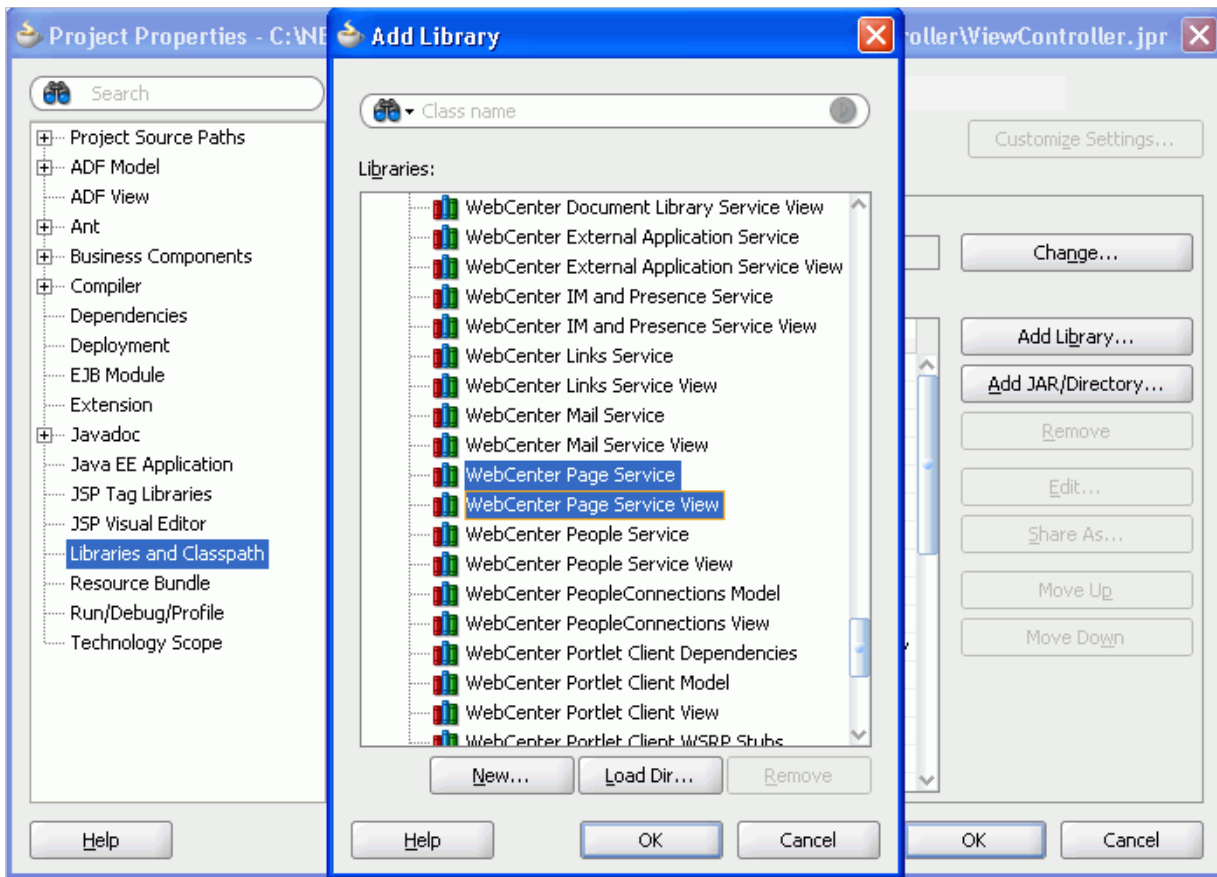 Project Properties - C:\NE
Search
Project Source Paths
ADF Model
ADF View
Ant
Business Components
Compiler
Dependencies
Deployment
EJB Module
Extension
Javadoc
Java EE Application
JSP Tag Libraries
JSP Visual Editor
Libraries and Classpath
Resource Bundle
Run/Debug/Profile
Technology Scope
Help
Add Library
Class name
Libraries:
WebCenter Document Library Service View
WebCenter External Application Service
WebCenter External Application Service View
WebCenter IM and Presence Service
WebCenter IM and Presence Service View
WebCenter Links Service
WebCenter Links Service View
WebCenter Mail Service
WebCenter Mail Service View
WebCenter Page Service
WebCenter Page Service View
WebCenter People Service
WebCenter People Service View
WebCenter PeopleConnections Model
WebCenter PeopleConnections View
WebCenter Portlet Client Dependencies
WebCenter Portlet Client Model
WebCenter Portlet Client View
WebCenter Portlet Client WSRP Stubs
New...
Load Dir...
Remove
Help
OK
Cancel
roller\ViewController.jpr
Customize Settings...
Change...
Add Library...
Add JAR/Directory...
Remove
Edit...
Share As...
Move Up
Move Down
OK
Cancel